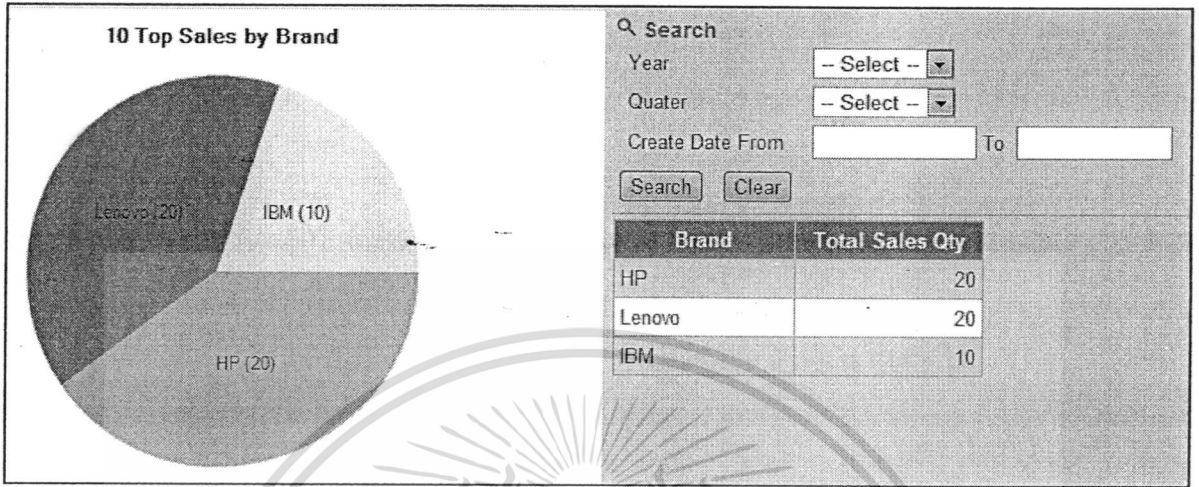 10 Top Sales by Brand
Lenovo (20)
IBM (10)
HP (20)
Search
Year
-- Select --
Quater
-- Select --
Create Date From
To
Search
Clear
Brand Total Sales Qty
HP 20
Lenovo 20
IBM 10